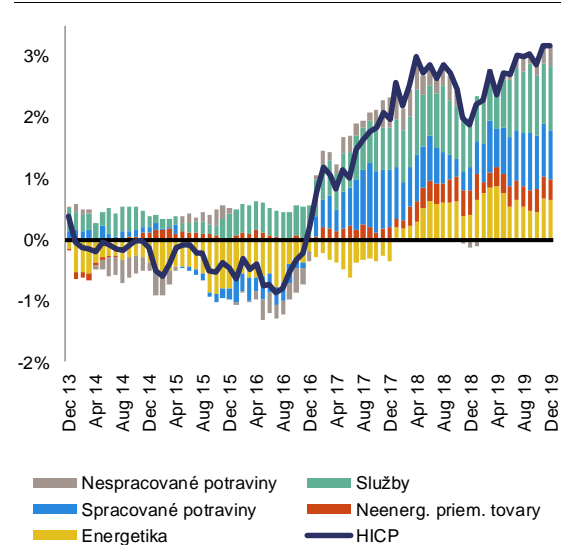 3%
2%
1%
0%
-1%
-2%
Dec 13
Apr 14
Aug 14
Dec 14
Apr 15
Aug 15
Dec 15
Apr 16
Aug 16
Dec 16
Apr 17
Aug 17
Dec 17
Apr 18
Aug 18
Dec 18
Apr 19
Aug 19
Dec 19
Nespracované potraviny
Služby
Spracované potraviny
Neenerg. priem. tovary
Energetika
HICP